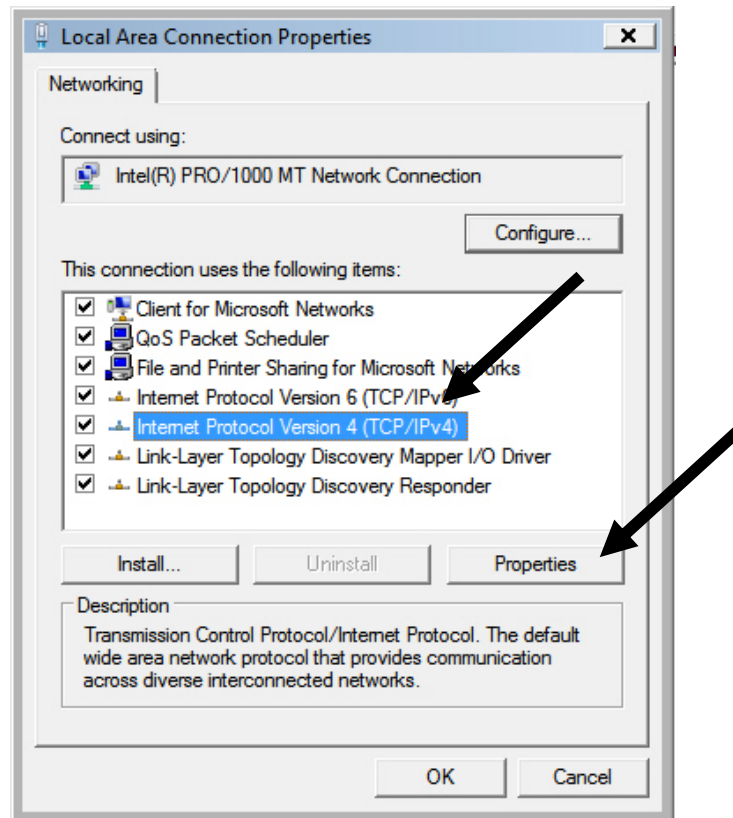 Local Area Connection Properties
Networking
Connect using:
Intel(R) PRO/1000 MT Network Connection
Configure...
This connection uses the following items:
Client for Microsoft Networks
QoS Packet Scheduler
File and Printer Sharing for Microsoft Networks
Internet Protocol Version 6 (TCP/IPv6)
Internet Protocol Version 4 (TCP/IPv4)
Link-Layer Topology Discovery Mapper I/O Driver
Link-Layer Topology Discovery Responder
Install... Uninstall Properties
Description
Transmission Control Protocol/Internet Protocol. The default
wide area network protocol that provides communication
across diverse interconnected networks.
OK Cancel